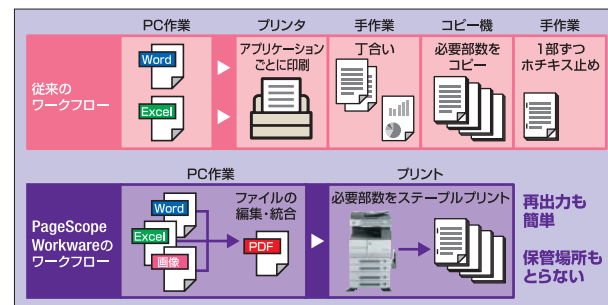 PC作業
プリンタ
手作業
コピー機
手作業
従来の
ワークフロー
Word
Excel
アプリケーション
ごとに印刷
丁合い
必要部数を
コピー
1部ずつ
ホチキス止め
PC作業
プリント
PageScope
Workwareの
ワークフロー
Word
Excel
画像
ファイルの
編集・統合
PDF
必要部数をステープルプリント
再出力も
簡単
保管場所も
とらない